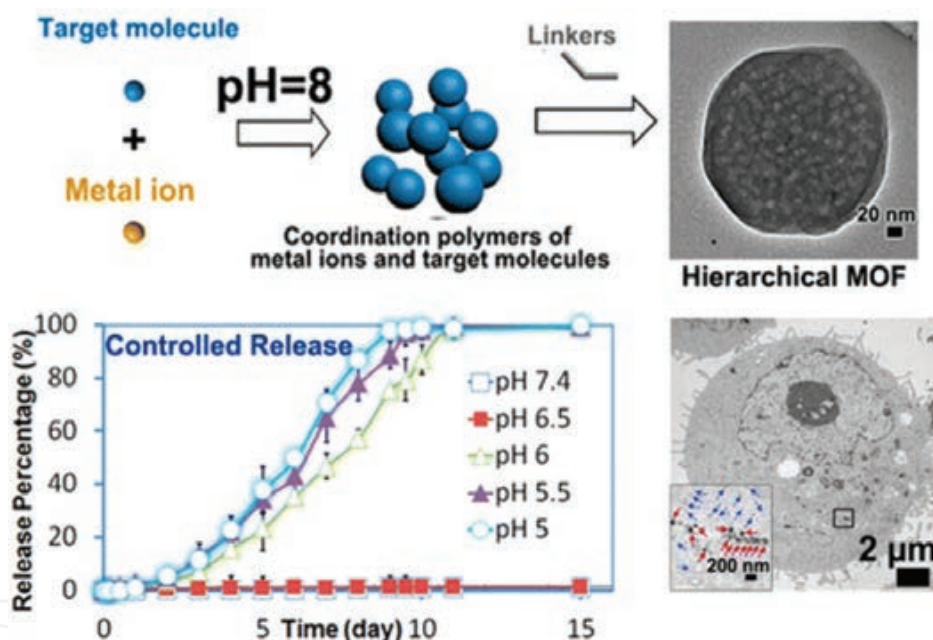 Target molecule
+
Metal ion
pH=8
Coordination polymers of
metal ions and target molecules
Linkers
20 nm
Hierarchical MOF
Release Percentage (%)
100
80
60
40
20
0
Controlled Release
pH 7.4
pH 6.5
pH 6
pH 5.5
pH 5
0
5
10
15
Time (day)
200 nm
2 µm